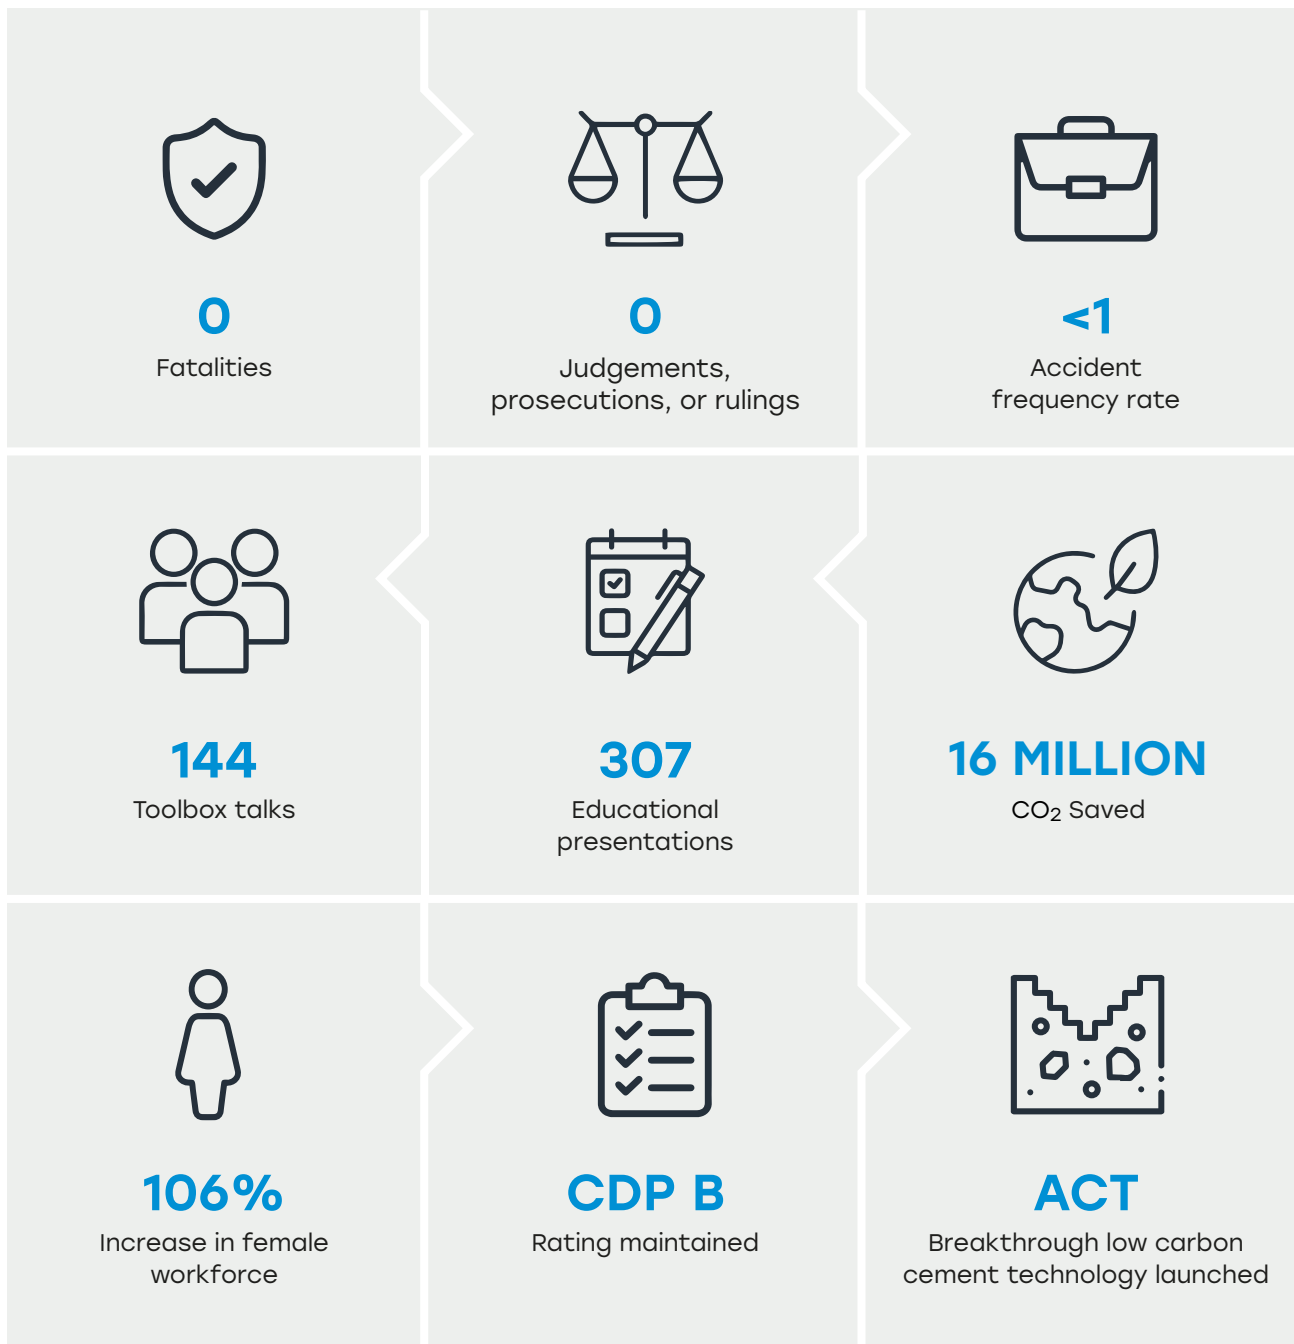 0
Fatalities
0
Judgements,
prosecutions, or rulings
<1
Accident
frequency rate
144
Toolbox talks
307
Educational
presentations
16 MILLION
CO₂ Saved
106%
Increase in female
workforce
CDP B
Rating maintained
ACT
Breakthrough low carbon
cement technology launched